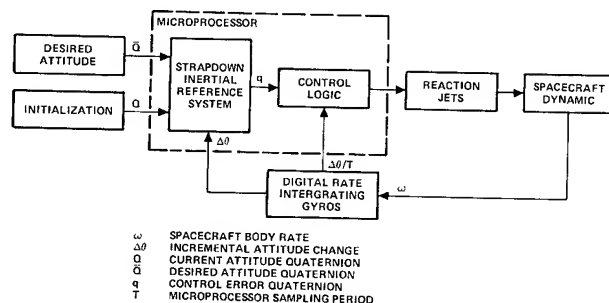 MICROPROCESSOR
DESIRED
ATTITUDE
Q̄
STRAPDOWN
INERTIAL
REFERENCE
SYSTEM
q
CONTROL
LOGIC
REACTION
JETS
SPACECRAFT
DYNAMIC
INITIALIZATION
Q
Δθ
Δθ/T
DIGITAL RATE
INTERGRATING
GYROS
ω
ω SPACECRAFT BODY RATE
Δθ INCREMENTAL ATTITUDE CHANGE
Q CURRENT ATTITUDE QUATERNION
Q̄ DESIRED ATTITUDE QUATERNION
q CONTROL ERROR QUATERNION
T MICROPROCESSOR SAMPLING PERIOD